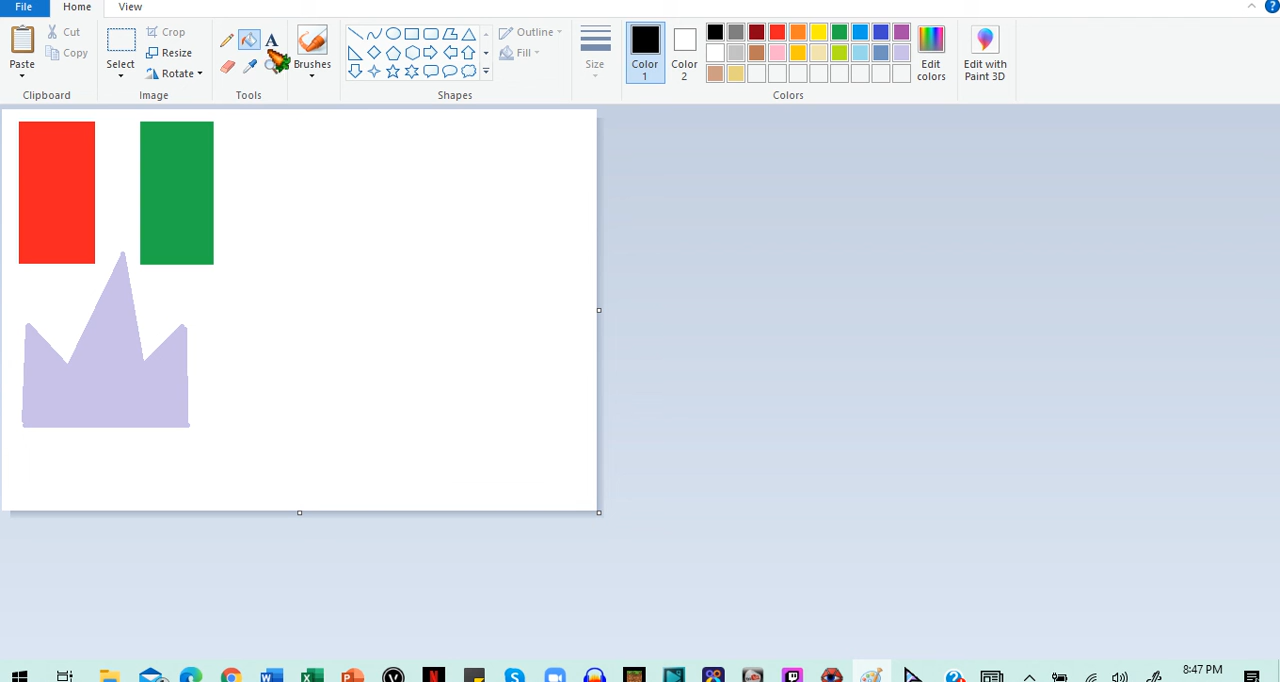 File Home View
Paste
Cut
Copy
Clipboard
Select
Crop
Resize
Rotate
Image
A
Tools
Brushes
Shapes
Outline
Fill
Size
Color 1
Color 2
Edit colors
Colors
Edit with Paint 3D
8:47 PM